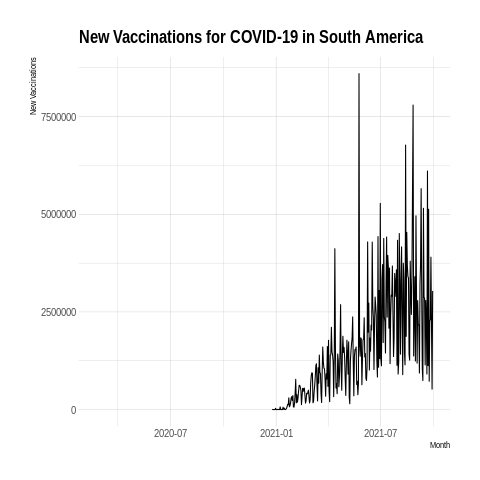 New Vaccinations for COVID-19 in South America
New Vaccinations
7500000
5000000
2500000
0
2020-07 2021-01 2021-07
Month